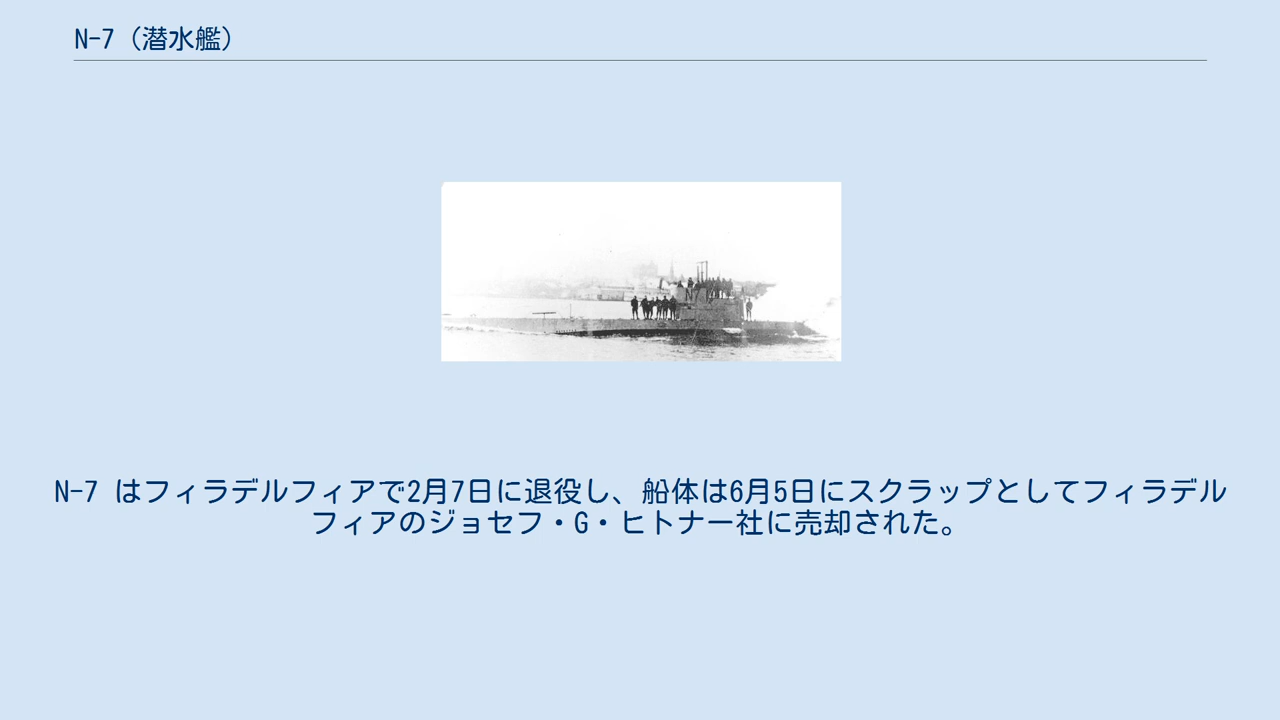 N-7（潜水艦）
N-7 はフィラデルフィアで2月7日に退役し、船体は6月5日にスクラップとしてフィラデル
フィアのジョセフ・G・ヒトナー社に売却された。